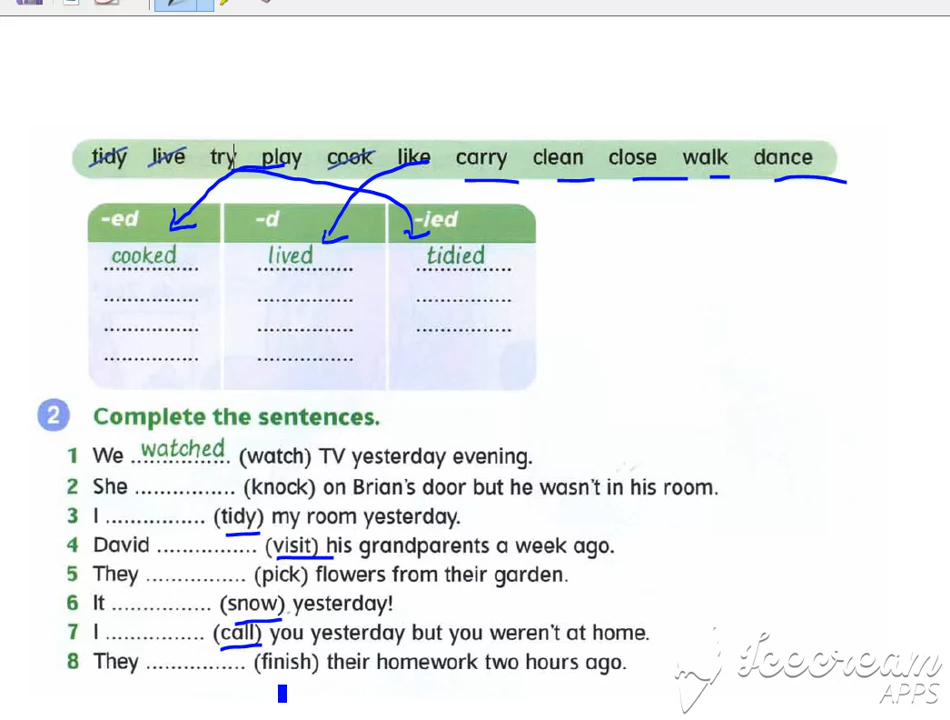 tidy live try play cook like carry clean close walk dance
-ed -d -ied
cooked lived tidied
2 Complete the sentences.
1 We watched (watch) TV yesterday evening.
2 She ................ (knock) on Brian's door but he wasn't in his room.
3 I ................ (tidy) my room yesterday.
4 David ................ (visit) his grandparents a week ago.
5 They ................ (pick) flowers from their garden.
6 It ................ (snow) yesterday!
7 I ................ (call) you yesterday but you weren't at home.
8 They ................ (finish) their homework two hours ago.
Icecream
APPS